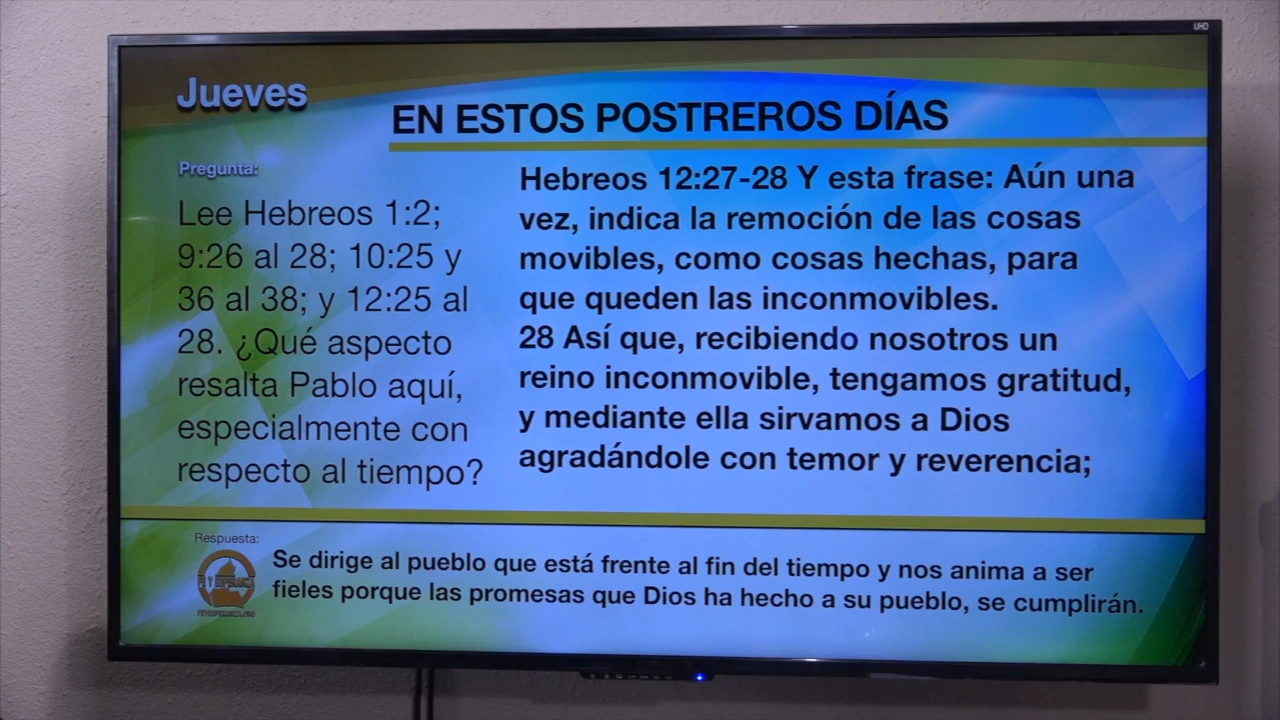 UHD
Jueves
EN ESTOS POSTREROS DÍAS
Pregunta:
Lee Hebreos 1:2;
9:26 al 28; 10:25 y
36 al 38; y 12:25 al
28. ¿Qué aspecto
resalta Pablo aquí,
especialmente con
respecto al tiempo?
Hebreos 12:27-28 Y esta frase: Aún una
vez, indica la remoción de las cosas
movibles, como cosas hechas, para
que queden las inconmovibles.
28 Así que, recibiendo nosotros un
reino inconmovible, tengamos gratitud,
y mediante ella sirvamos a Dios
agradándole con temor y reverencia;
Respuesta:
FE Y ESPERANZA
Se dirige al pueblo que está frente al fin del tiempo y nos anima a ser
fieles porque las promesas que Dios ha hecho a su pueblo, se cumplirán.